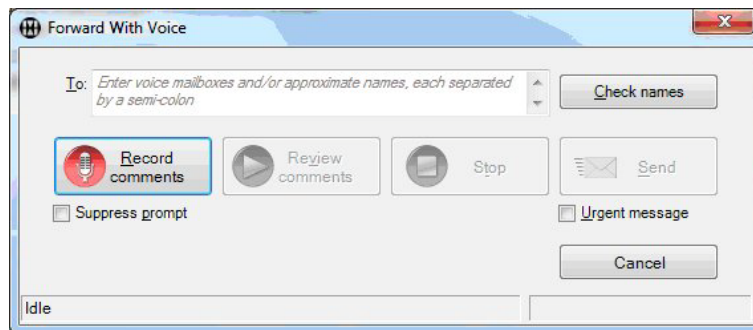 Forward With Voice
To: Enter voice mailboxes and/or approximate names, each separated
by a semi-colon
Check names
Record
comments
Review
comments
Stop
Send
Suppress prompt
Urgent message
Cancel
Idle